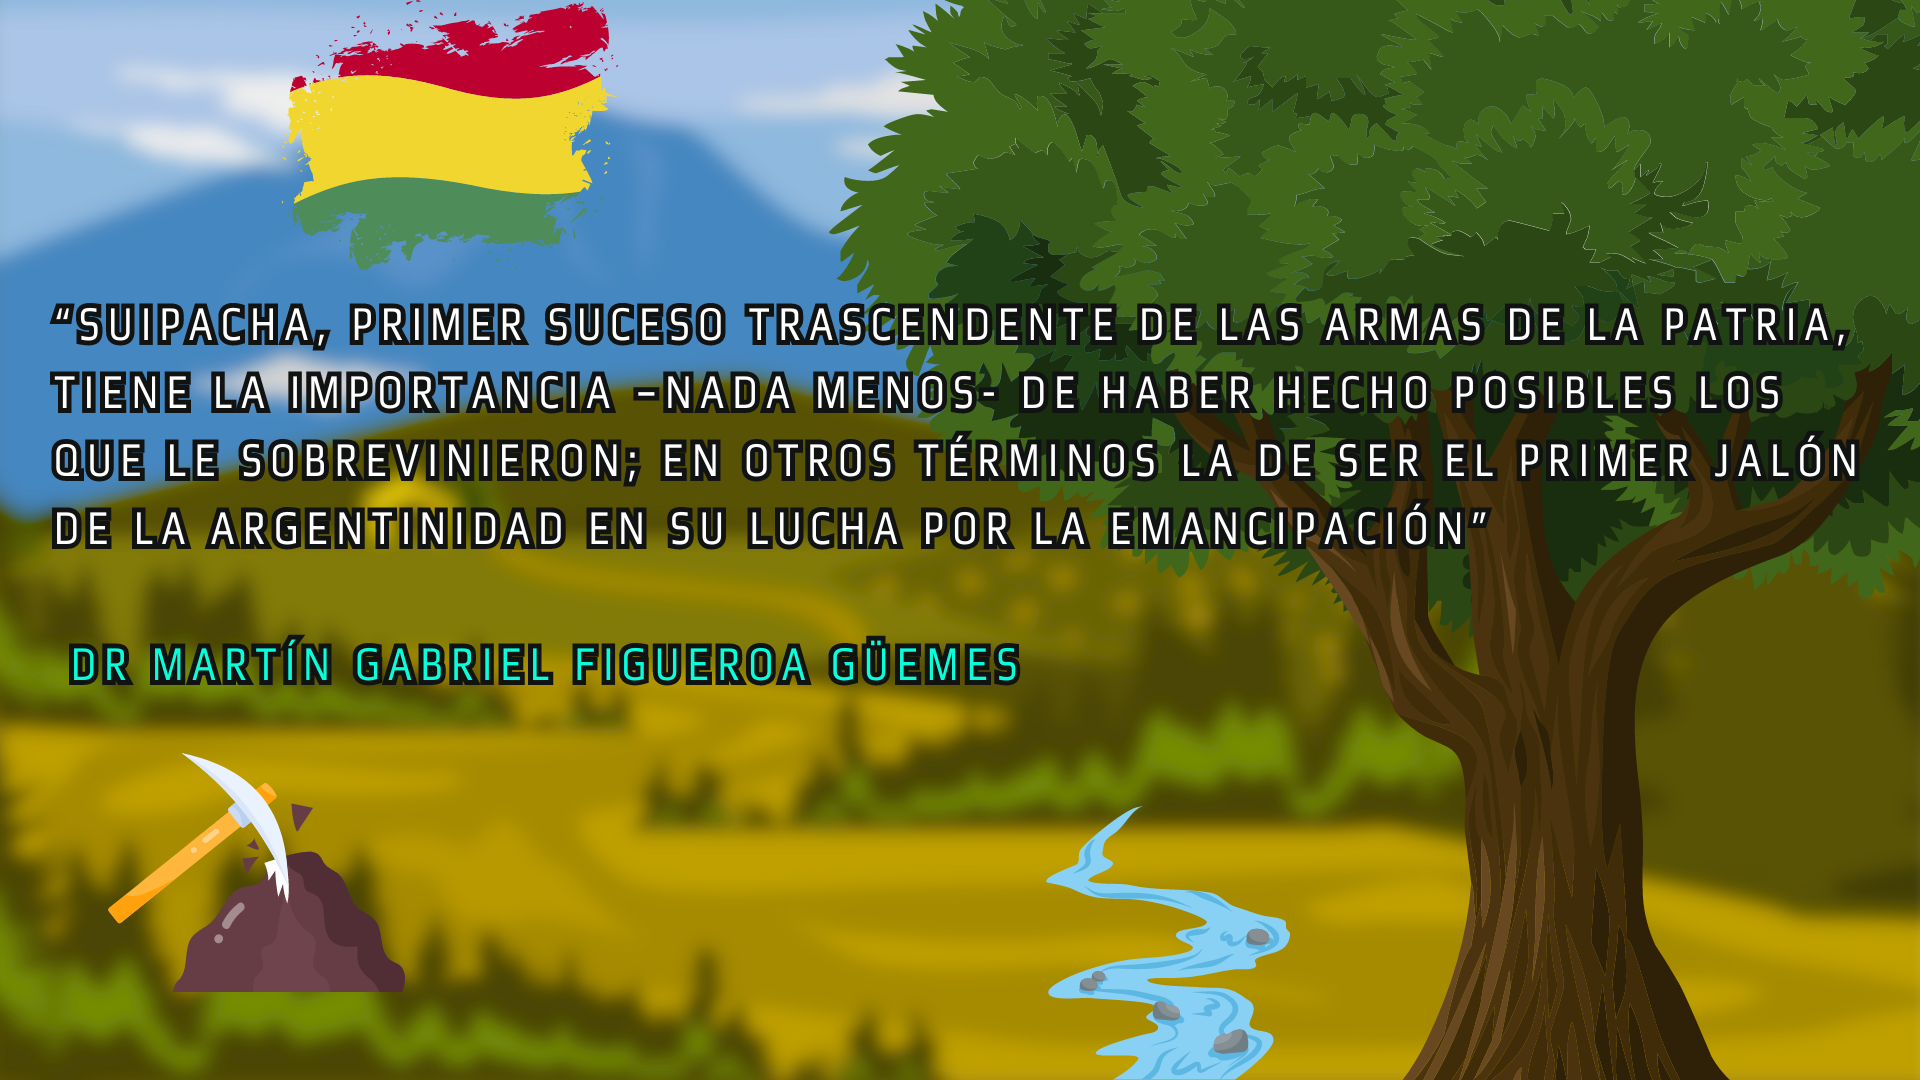 “SUIPACHA, PRIMER SUCESO TRASCENDENTE DE LAS ARMAS DE LA PATRIA,
TIENE LA IMPORTANCIA –NADA MENOS- DE HABER HECHO POSIBLES LOS
QUE LE SOBREVINIERON; EN OTROS TÉRMINOS LA DE SER EL PRIMER JALÓN
DE LA ARGENTINIDAD EN SU LUCHA POR LA EMANCIPACIÓN”
DR MARTÍN GABRIEL FIGUEROA GÜEMES